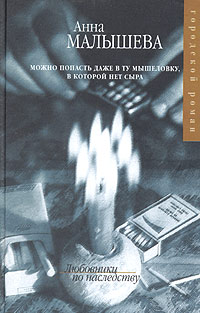 Анна
МАЛЫШЕВА
МОЖНО ПОПАСТЬ ДАЖЕ В ТУ МЫШЕЛОВКУ,
В КОТОРОЙ НЕТ СЫРА
городской роман
Любовники
по наследству